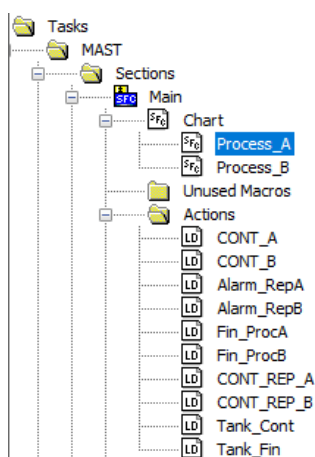 Tasks
MAST
Sections
SFC Main
SFC Chart
SFC Process_A
SFC Process_B
Unused Macros
Actions
LD CONT_A
LD CONT_B
LD Alarm_RepA
LD Alarm_RepB
LD Fin_ProcA
LD Fin_ProcB
LD CONT_REP_A
LD CONT_REP_B
LD Tank_Cont
LD Tank_Fin